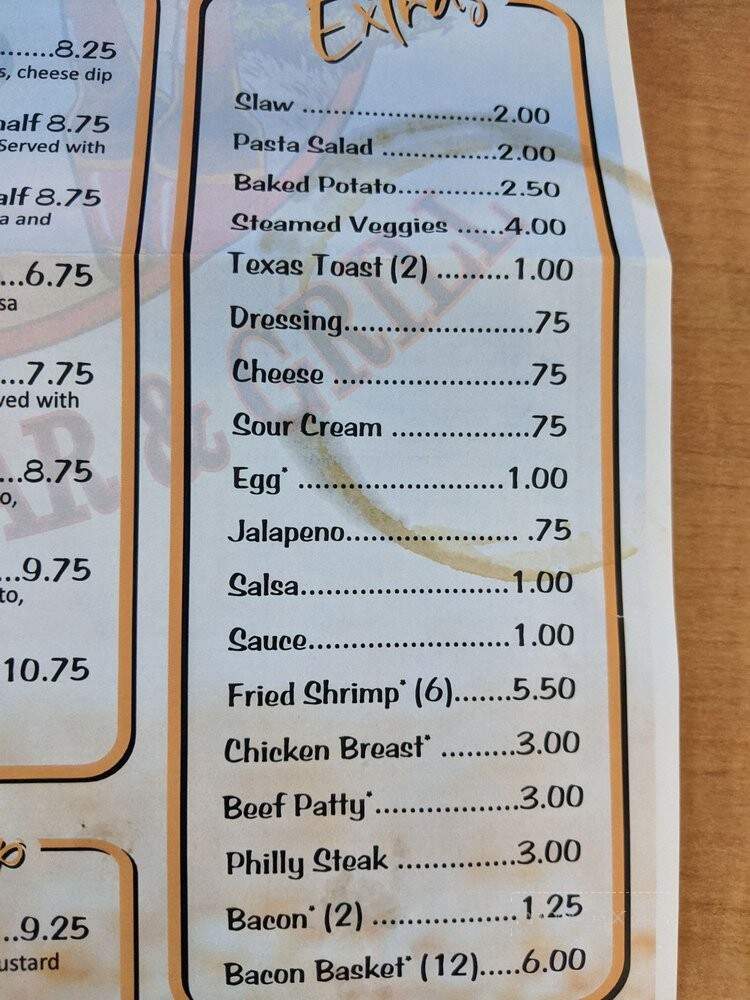 .......8.25
s, cheese dip
half 8.75
Served with
alf 8.75
a and
...6.75
sa
...7.75
ved with
...8.75
o,
...9.75
to,
10.75
...9.25
ustard
Extras
Slaw ........................2.00
Pasta Salad ..............2.00
Baked Potato............2.50
Steamed Veggies ......4.00
Texas Toast (2) .........1.00
Dressing.......................75
Cheese ........................75
Sour Cream .................75
Egg* .........................1.00
Jalapeno..................... .75
Salsa.........................1.00
Sauce........................1.00
Fried Shrimp* (6).......5.50
Chicken Breast* .........3.00
Beef Patty*.................3.00
Philly Steak ..............3.00
Bacon* (2) .................1.25
Bacon Basket* (12).....6.00
AR & GRILL